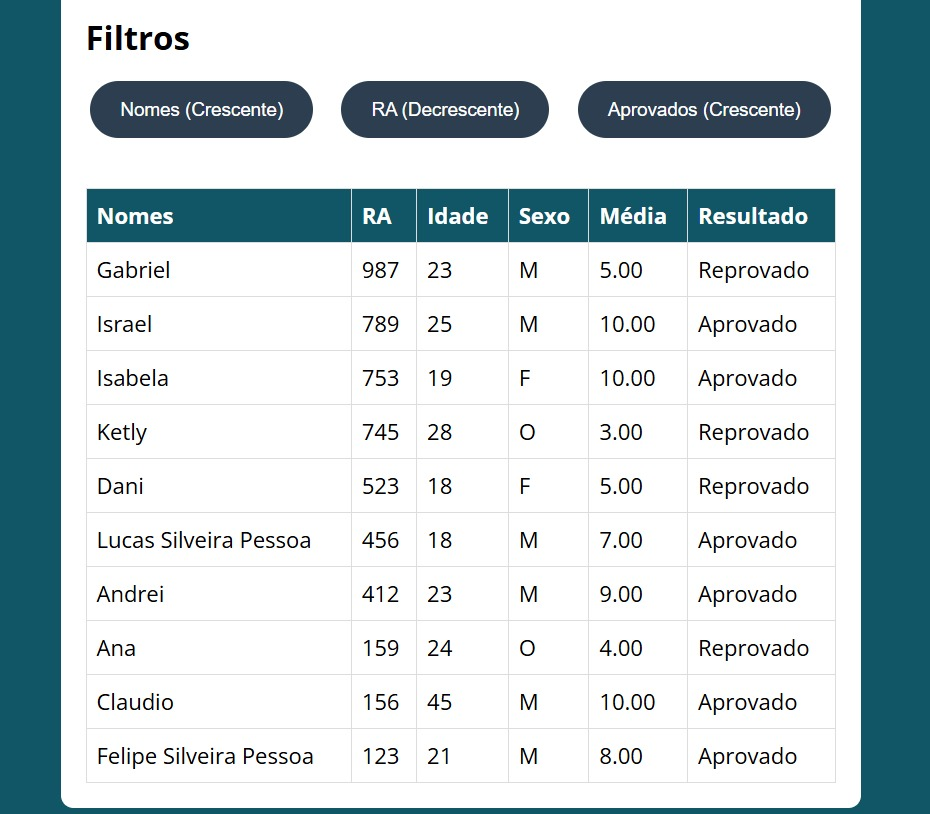 Filtros
Nomes (Crescente) RA (Decrescente) Aprovados (Crescente)
Nomes RA Idade Sexo Média Resultado
Gabriel 987 23 M 5.00 Reprovado
Israel 789 25 M 10.00 Aprovado
Isabela 753 19 F 10.00 Aprovado
Ketly 745 28 O 3.00 Reprovado
Dani 523 18 F 5.00 Reprovado
Lucas Silveira Pessoa 456 18 M 7.00 Aprovado
Andrei 412 23 M 9.00 Aprovado
Ana 159 24 O 4.00 Reprovado
Claudio 156 45 M 10.00 Aprovado
Felipe Silveira Pessoa 123 21 M 8.00 Aprovado